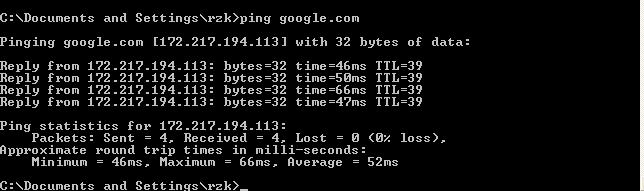 C:\Documents and Settings\rzk>ping google.com
Pinging google.com [172.217.194.113] with 32 bytes of data:
Reply from 172.217.194.113: bytes=32 time=46ms TTL=39
Reply from 172.217.194.113: bytes=32 time=50ms TTL=39
Reply from 172.217.194.113: bytes=32 time=66ms TTL=39
Reply from 172.217.194.113: bytes=32 time=47ms TTL=39
Ping statistics for 172.217.194.113:
    Packets: Sent = 4, Received = 4, Lost = 0 (0% loss),
Approximate round trip times in milli-seconds:
    Minimum = 46ms, Maximum = 66ms, Average = 52ms
C:\Documents and Settings\rzk>_